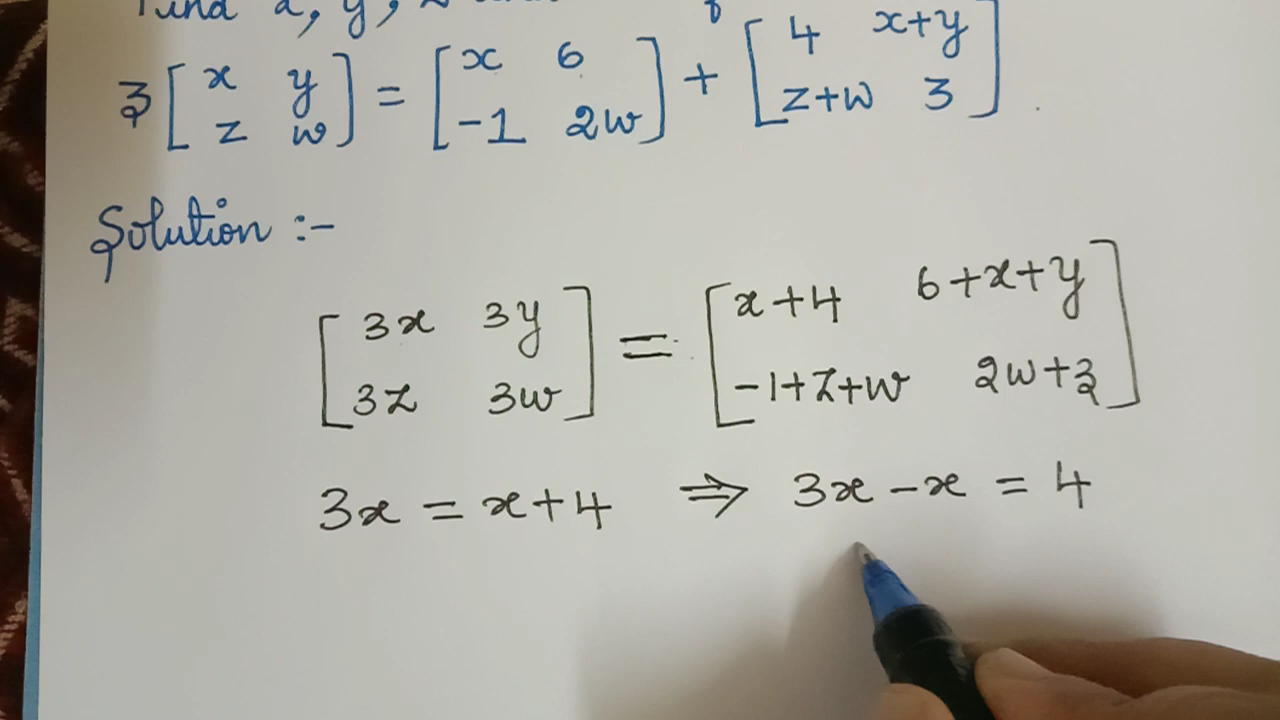 Find x, y, z
3 [ x y ; z w ] = [ x 6 ; -1 2w ] + [ 4 x+y ; z+w 3 ]
Solution :-
[ 3x 3y ; 3z 3w ] = [ x+4 6+x+y ; -1+z+w 2w+3 ]
3x = x+4 ⇒ 3x - x = 4